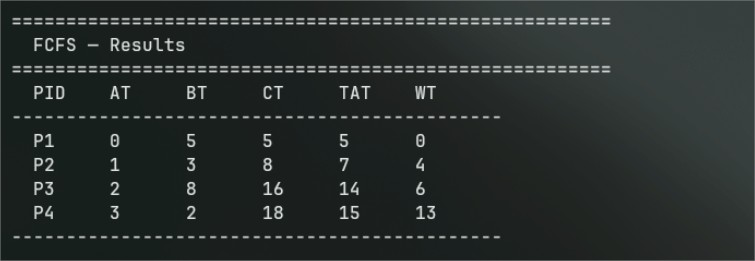 =========================================================
  FCFS — Results
=========================================================
  PID    AT     BT     CT     TAT    WT
----------------------------------------------
  P1     0      5      5      5      0
  P2     1      3      8      7      4
  P3     2      8      16     14     6
  P4     3      2      18     15     13
----------------------------------------------